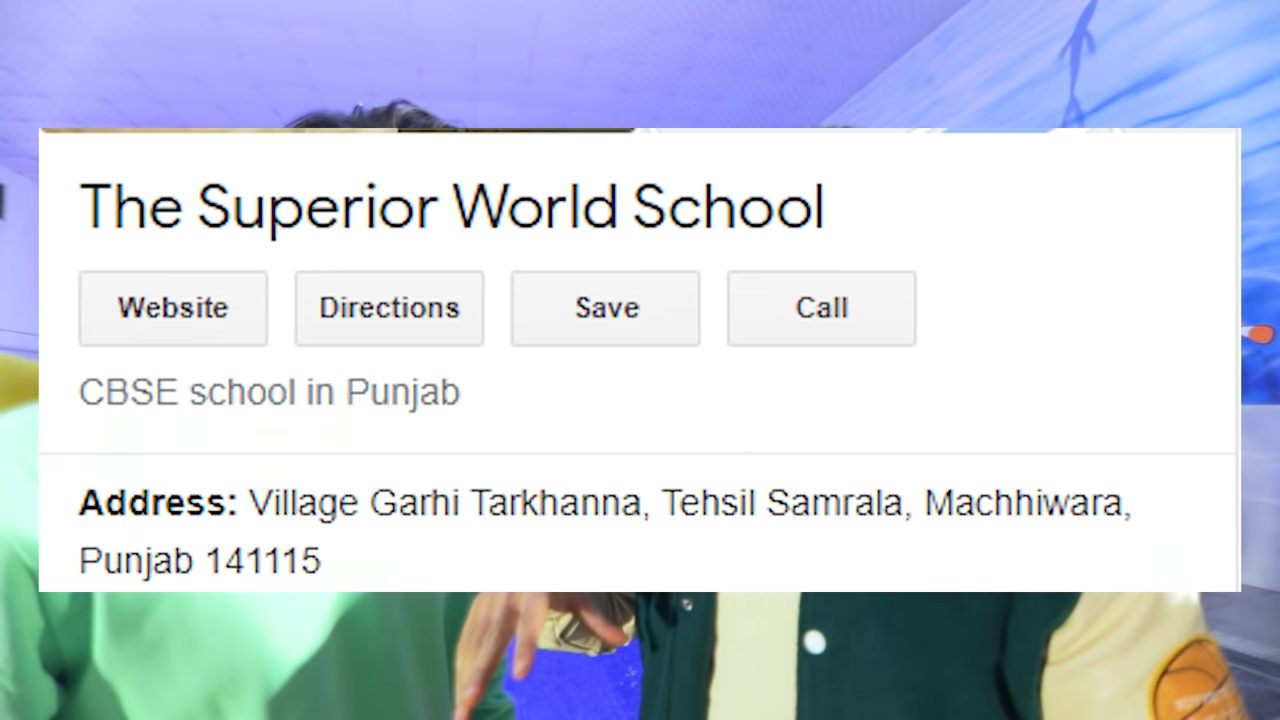 The Superior World School
Website Directions Save Call
CBSE school in Punjab
Address: Village Garhi Tarkhanna, Tehsil Samrala, Machhiwara,
Punjab 141115